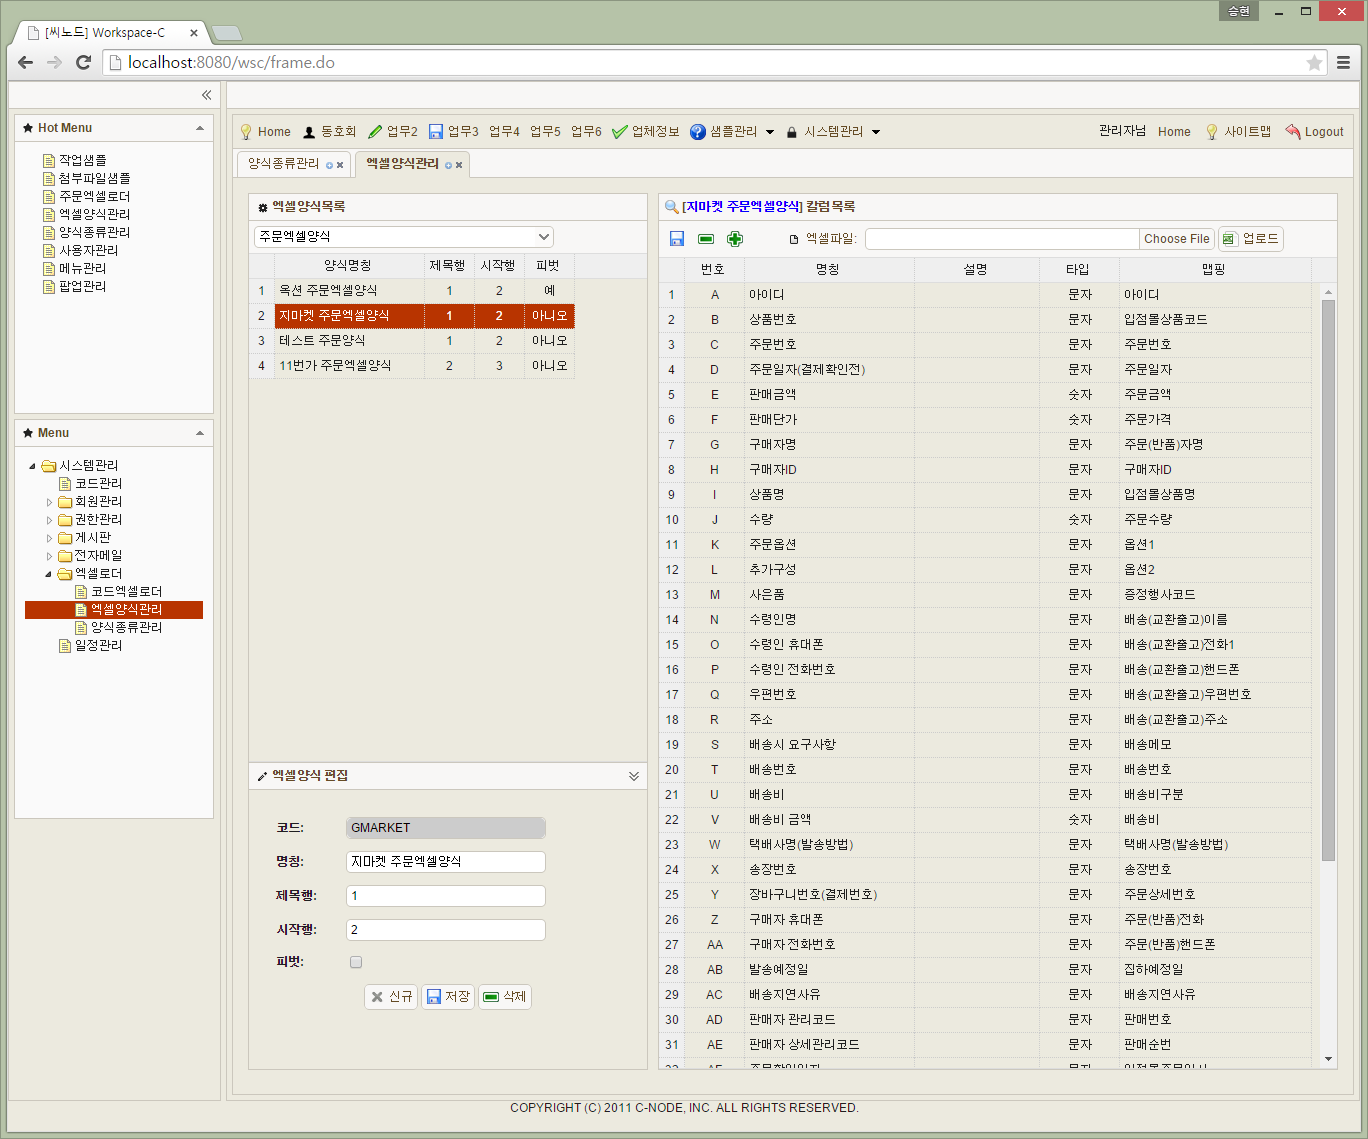 승현
[씨노드] Workspace-C
localhost:8080/wsc/frame.do
Hot Menu
작업샘플
첨부파일샘플
주문엑셀로더
엑셀양식관리
양식종류관리
사용자관리
메뉴관리
팝업관리
Menu
시스템관리
코드관리
회원관리
권한관리
게시판
전자메일
엑셀로더
코드엑셀로더
엑셀양식관리
양식종류관리
일정관리
Home 동호회 업무2 업무3 업무4 업무5 업무6 업체정보 샘플관리 시스템관리 관리자님 Home 사이트맵 Logout
양식종류관리 엑셀양식관리
엑셀양식목록
주문엑셀양식
양식명칭 제목행 시작행 피벗
1 옥션 주문엑셀양식 1 2 예
2 지마켓 주문엑셀양식 1 2 아니오
3 테스트 주문양식 1 2 아니오
4 11번가 주문엑셀양식 2 3 아니오
엑셀양식 편집
코드: GMARKET
명칭: 지마켓 주문엑셀양식
제목행: 1
시작행: 2
피벗:
신규 저장 삭제
[지마켓 주문엑셀양식] 칼럼목록
엑셀파일: Choose File 업로드
번호 명칭 설명 타입 맵핑
1 A 아이디 문자 아이디
2 B 상품번호 문자 입점몰상품코드
3 C 주문번호 문자 주문번호
4 D 주문일자(결제확인전) 문자 주문일자
5 E 판매금액 숫자 주문금액
6 F 판매단가 숫자 주문가격
7 G 구매자명 문자 주문(반품)자명
8 H 구매자ID 문자 구매자ID
9 I 상품명 문자 입점몰상품명
10 J 수량 숫자 주문수량
11 K 주문옵션 문자 옵션1
12 L 추가구성 문자 옵션2
13 M 사은품 문자 증정행사코드
14 N 수령인명 문자 배송(교환출고)이름
15 O 수령인 휴대폰 문자 배송(교환출고)전화1
16 P 수령인 전화번호 문자 배송(교환출고)핸드폰
17 Q 우편번호 문자 배송(교환출고)우편번호
18 R 주소 문자 배송(교환출고)주소
19 S 배송시 요구사항 문자 배송메모
20 T 배송번호 문자 배송번호
21 U 배송비 문자 배송비구분
22 V 배송비 금액 숫자 배송비
23 W 택배사명(발송방법) 문자 택배사명(발송방법)
24 X 송장번호 문자 송장번호
25 Y 장바구니번호(결제번호) 문자 주문상세번호
26 Z 구매자 휴대폰 문자 주문(반품)전화
27 AA 구매자 전화번호 문자 주문(반품)핸드폰
28 AB 발송예정일 문자 집하예정일
29 AC 배송지연사유 문자 배송지연사유
30 AD 판매자 관리코드 문자 판매번호
31 AE 판매자 상세관리코드 문자 판매순번
COPYRIGHT (C) 2011 C-NODE, INC. ALL RIGHTS RESERVED.